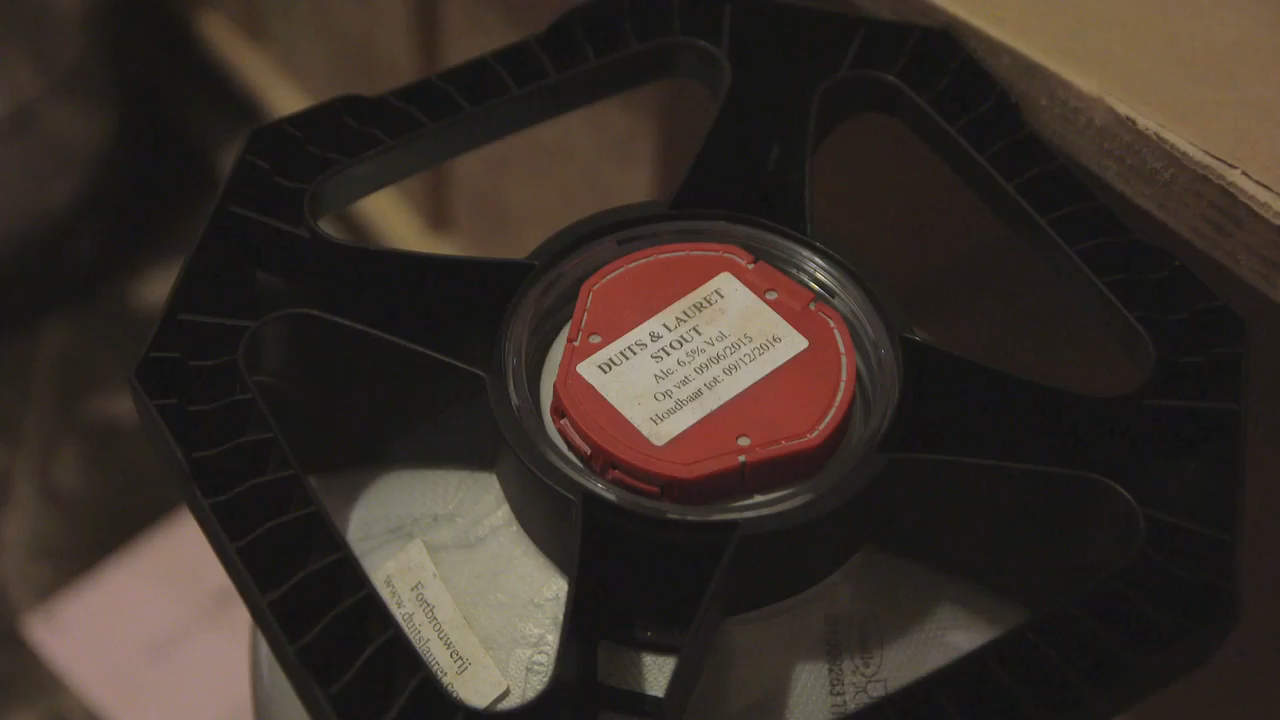 DUITS & LAURET
STOUT
Alc. 6,5% Vol.
Op vat: 09/06/2015
Houdbaar tot: 09/12/2016
Fortbrouwerij
www.duitslauret.co